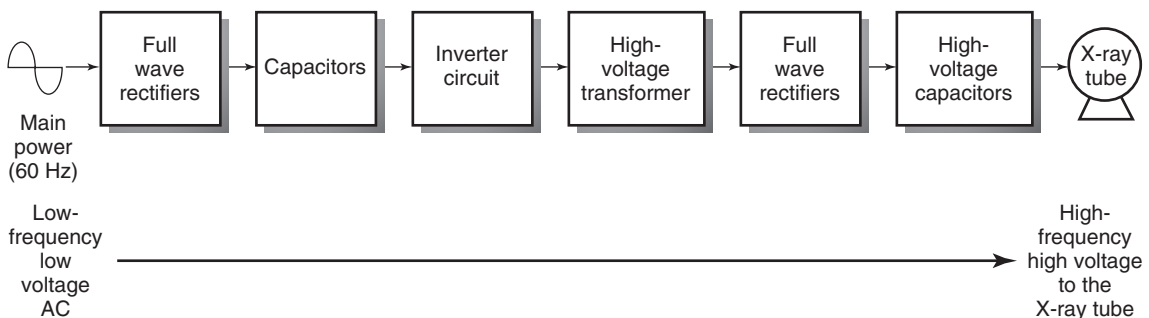 Full
wave
rectifiers
Capacitors
Inverter
circuit
High-
voltage
transformer
Full
wave
rectifiers
High-
voltage
capacitors
X-ray
tube
Main
power
(60 Hz)
Low-
frequency
low
voltage
AC
High-
frequency
high voltage
to the
X-ray tube